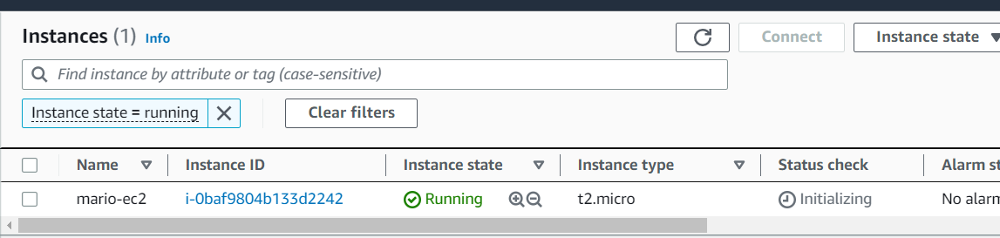 Instances (1) Info
Connect
Instance state
Find instance by attribute or tag (case-sensitive)
Instance state = running
Clear filters
Name Instance ID Instance state Instance type Status check Alarm st
mario-ec2 i-0baf9804b133d2242 Running t2.micro Initializing No alarm